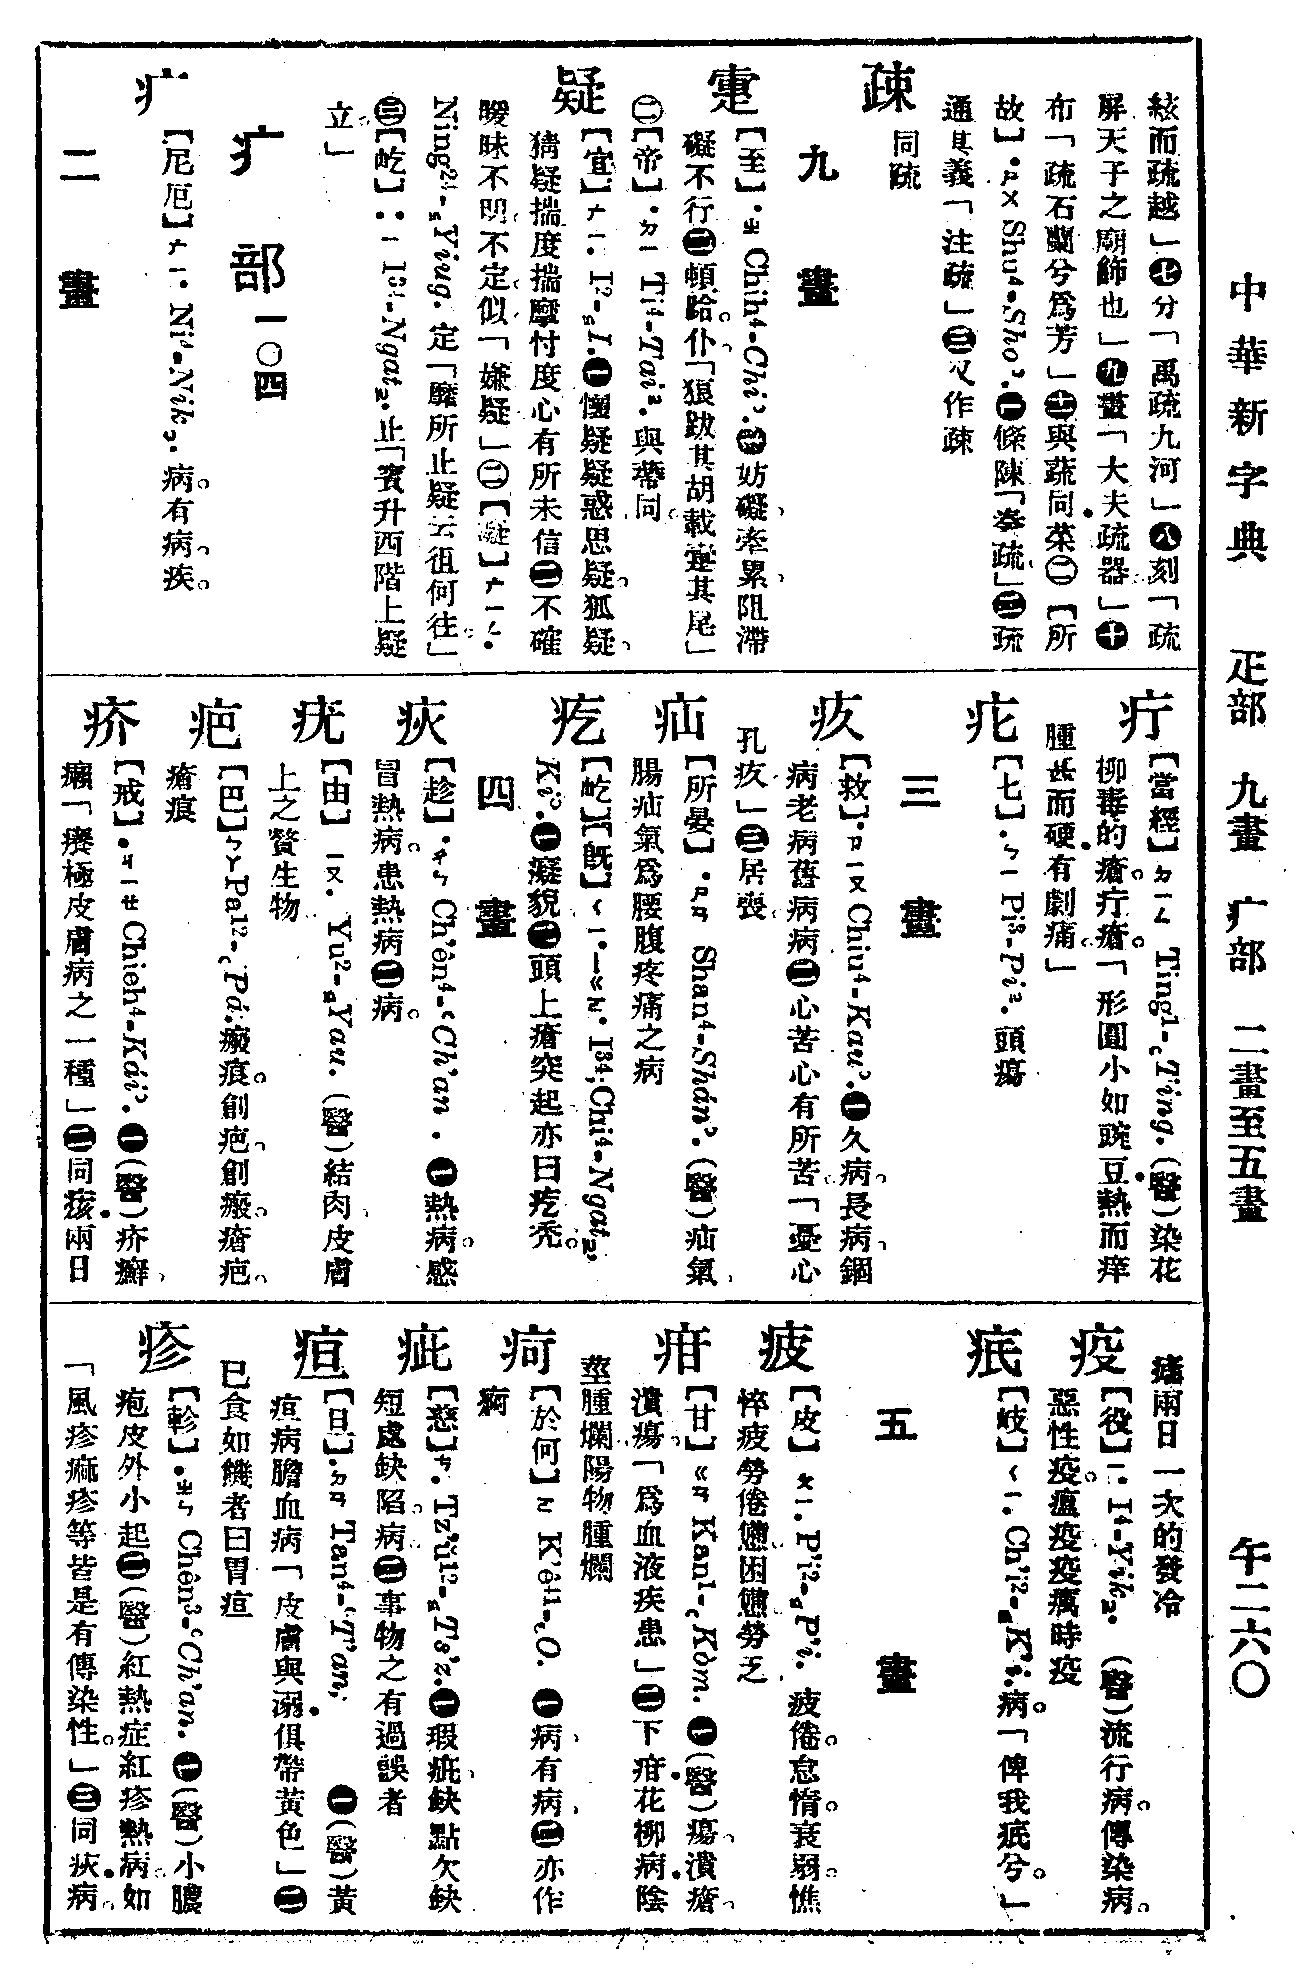 中華新字典　疋部　九畫　疒部　二畫至五畫　午二六〇
絃而疏越」㊆分「禹疏九河」㊇刻「疏
屏天子之廟飾也」㊈畫「大夫疏器」㊉
布「疏石蘭兮爲芳」⑪與蔬同菜㊁【所
故】·ㄕㄨ Shu⁴-Sho꜄. ㊀條陳「奏疏」㊁疏
通其義「注疏」㊂又作疎
疎
同疏
九　畫
疐
【至】·ㄓ Chih⁴-Chi꜄. ㊀妨礙牽累阻滯
礙不行㊁頓跲仆「狼跋其胡載疐其尾」
㊁【帝】·ㄉㄧ Ti⁴-Tai꜄. 與蔕同
疑
【宜】ㄏㄧ. I²-꜁I. ㊀懷疑疑惑思疑狐疑
猜疑揣度揣摩忖度心有所未信㊁不確
曖昧不明不定似「嫌疑」㊁【凝】ㄏㄧㄥ.
Ning²⁴-꜁Ying. 定「靡所止疑云徂何往」
㊂【屹】: ㄧ I³⁴-Ngat꜇. 止「賓升西階上疑
立」
疒　部　一〇四
疒
【尼厄】ㄏㄧ. Ni⁴-Nik꜆. 病有病疾
二　畫
疔
【當經】ㄉㄧㄥ Ting¹-꜀Ting. (醫)染花
柳毒的瘡疔瘡「形圓小如豌豆熱而痒
腫甚而硬有劇痛」
疕
【匕】.ㄅㄧ Pi³-Pi꜄. 頭瘍
三　畫
疚
【救】·ㄐㄧㄡ Chiu⁴-Kau꜄. ㊀久病長病錮
病老病舊病病㊁心苦心有所苦「憂心
孔疚」㊂居喪
疝
【所晏】·ㄕㄢ Shan⁴-Shán꜄. (醫)疝氣
腸疝氣爲腰腹疼痛之病
疙
【屹】【旣】 I³⁴; Chi⁴-Ngat꜇,
Ki꜄. ㊀癡貌㊁頭上瘡突起亦曰疙禿
四　畫
疢
【趁】·ㄔㄣ Ch'ên⁴-꜂Ch'an. ㊀熱病感
冒熱病患熱病㊁病
疣
【由】ㄧㄡ. Yu²-꜁Yau. (醫)結肉皮膚
上之贅生物
疤
【巴】ㄅㄚ Pa¹²-꜀Pá. 瘢痕創疤創瘢瘡疤
瘡痕
疥
【戒】·ㄐㄧㄝ Chieh⁴-Kái꜄. ㊀(醫)疥癬
癩「癢極皮膚病之一種」㊁同痎兩日
瘧兩日一次的發冷
疫
【役】: ㄧ. I⁴-Yik꜇. (醫)流行病傳染病
惡性疫瘟疫疫癘時疫
疧
【岐】ㄑㄧ. Ch'i²-꜁K'i. 病「俾我疧兮」
五　畫
疲
【皮】ㄆㄧ. P'i²-꜁P'i. 疲倦怠惰衰弱憔
悴疲勞倦憊困憊勞乏
疳
【甘】ㄍㄢ Kan¹-꜀Kòm. ㊀(醫)瘍潰瘡
潰瘍「爲血液疾患」㊁下疳花柳病陰
莖腫爛陽物腫爛
疴
【於何】ㄜ K'ê¹-꜀O. ㊀病有病㊁亦作
痾
疵
【慈】ㄘ. Tz'ŭ¹²-꜁Ts'z. ㊀瑕疵缺點欠缺
短處缺陷病㊁事物之有過誤者
疸
【旦】.ㄉㄢ Tan⁴-꜂T'an; ㊀(醫)黃
疸病膽血病「皮膚與溺俱帶黃色」㊁
已食如饑者曰胃疸
疹
【軫】.ㄓㄣ Chên³-꜂Ch'an. ㊀(醫)小膿
疱皮外小起㊁(醫)紅熱症紅疹熱病如
「風疹痲疹等皆是有傳染性」㊂同疢病